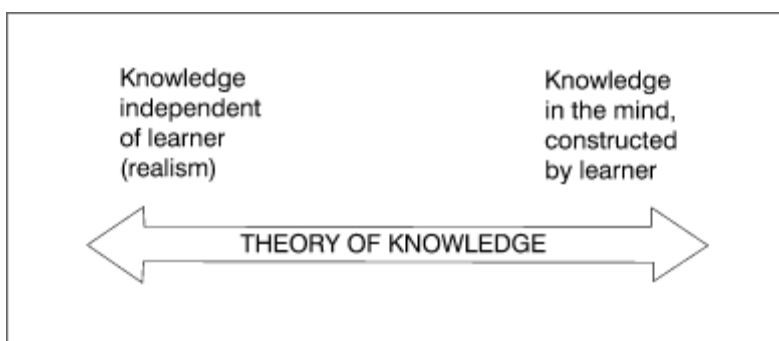 Knowledge
independent
of learner
(realism)
Knowledge
in the mind,
constructed
by learner
THEORY OF KNOWLEDGE